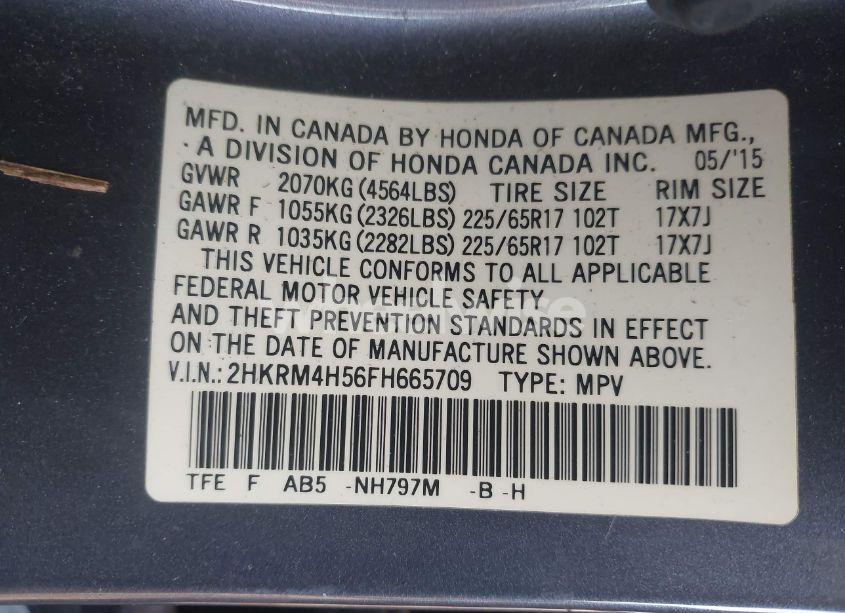 MFD. IN CANADA BY HONDA OF CANADA MFG.,
A DIVISION OF HONDA CANADA INC. 05/'15
GVWR 2070KG (4564LBS) TIRE SIZE RIM SIZE
GAWR F 1055KG (2326LBS) 225/65R17 102T 17X7J
GAWR R 1035KG (2282LBS) 225/65R17 102T 17X7J
THIS VEHICLE CONFORMS TO ALL APPLICABLE
FEDERAL MOTOR VEHICLE SAFETY
AND THEFT PREVENTION STANDARDS IN EFFECT
ON THE DATE OF MANUFACTURE SHOWN ABOVE.
V.I.N.: 2HKRM4H56FH665709 TYPE: MPV
TFE F AB5 -NH797M -B -H